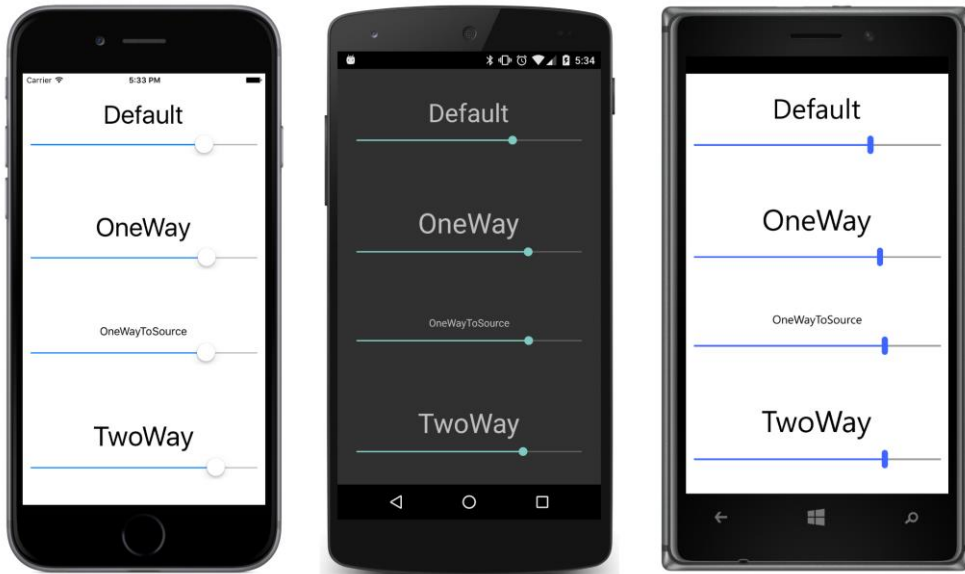 Carrier 5:33 PM
Default
OneWay
OneWayToSource
TwoWay
5:34
Default
OneWay
OneWayToSource
TwoWay
Default
OneWay
OneWayToSource
TwoWay